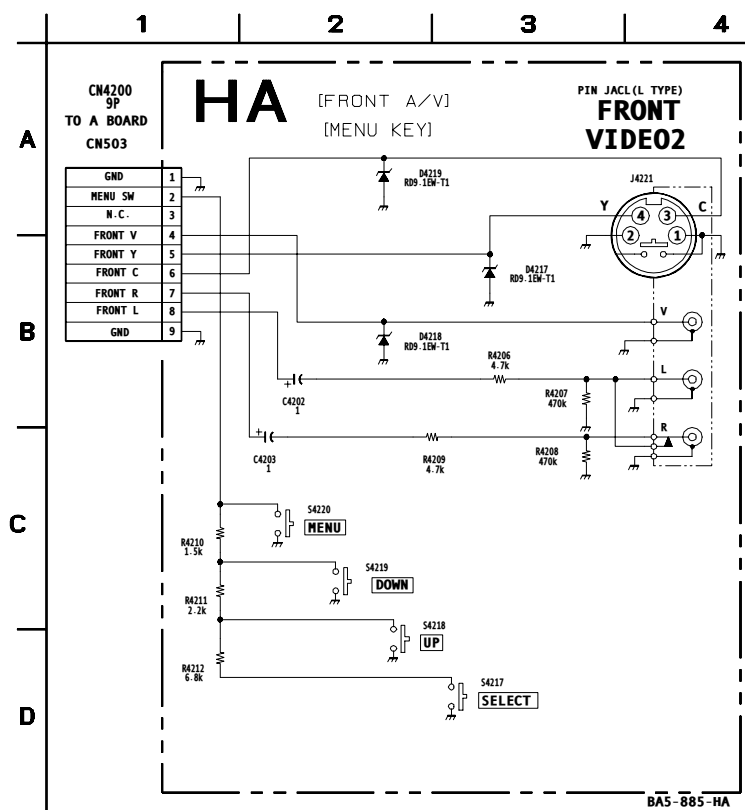 1 2 3 4
A
B
C
D
CN4200
9P
TO A BOARD
CN503
HA
[FRONT A/V]
[MENU KEY]
PIN JACL(L TYPE)
FRONT
VIDEO2
GND 1
MENU SW 2
N.C. 3
FRONT V 4
FRONT Y 5
FRONT C 6
FRONT R 7
FRONT L 8
GND 9
D4219
RD9.1EW-T1
J4221
Y C
4 3
2 1
D4217
RD9.1EW-T1
D4218
RD9.1EW-T1
V
L
R
C4202
1
+
R4206
4.7k
R4207
470k
C4203
1
+
R4209
4.7k
R4208
470k
S4220
MENU
R4210
1.5k
S4219
DOWN
R4211
2.2k
S4218
UP
R4212
6.8k
S4217
SELECT
BA5-885-HA